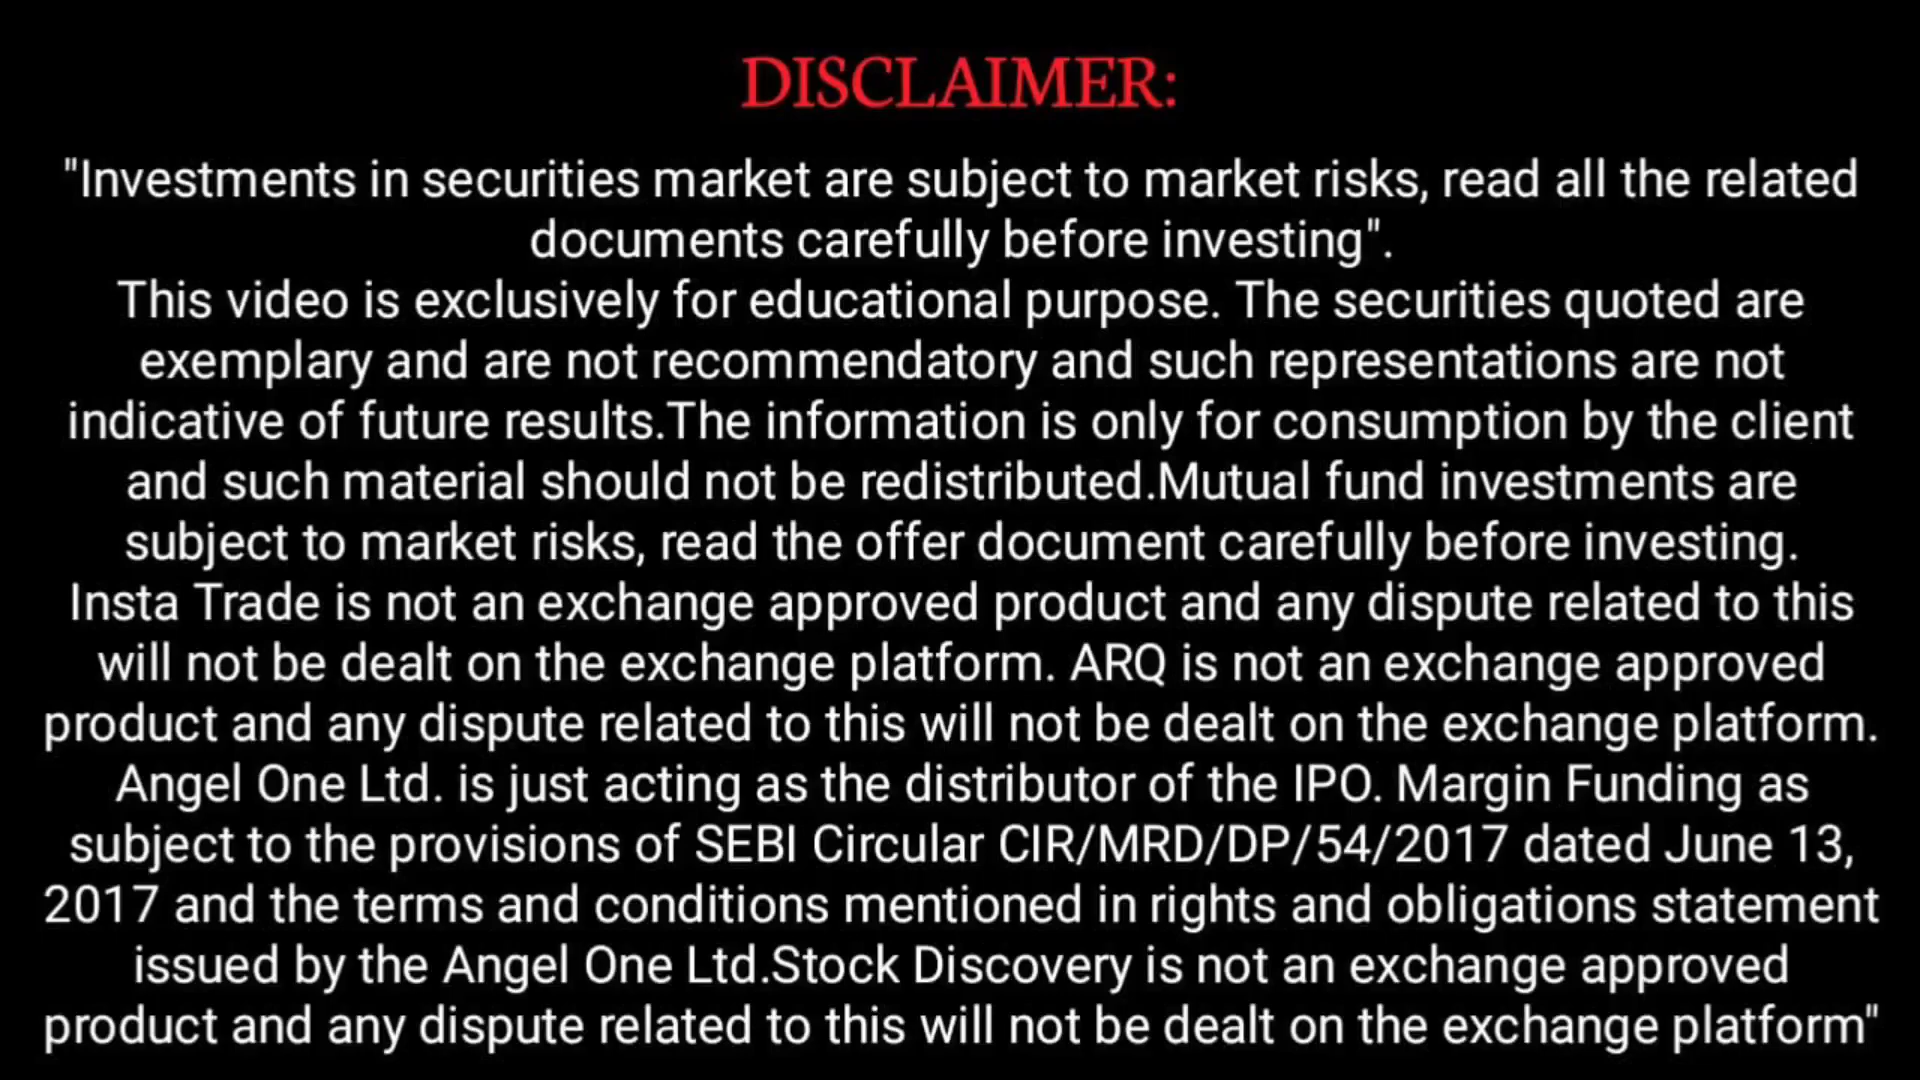 DISCLAIMER:
"Investments in securities market are subject to market risks, read all the related
documents carefully before investing".
This video is exclusively for educational purpose. The securities quoted are
exemplary and are not recommendatory and such representations are not
indicative of future results.The information is only for consumption by the client
and such material should not be redistributed.Mutual fund investments are
subject to market risks, read the offer document carefully before investing.
Insta Trade is not an exchange approved product and any dispute related to this
will not be dealt on the exchange platform. ARQ is not an exchange approved
product and any dispute related to this will not be dealt on the exchange platform.
Angel One Ltd. is just acting as the distributor of the IPO. Margin Funding as
subject to the provisions of SEBI Circular CIR/MRD/DP/54/2017 dated June 13,
2017 and the terms and conditions mentioned in rights and obligations statement
issued by the Angel One Ltd.Stock Discovery is not an exchange approved
product and any dispute related to this will not be dealt on the exchange platform"